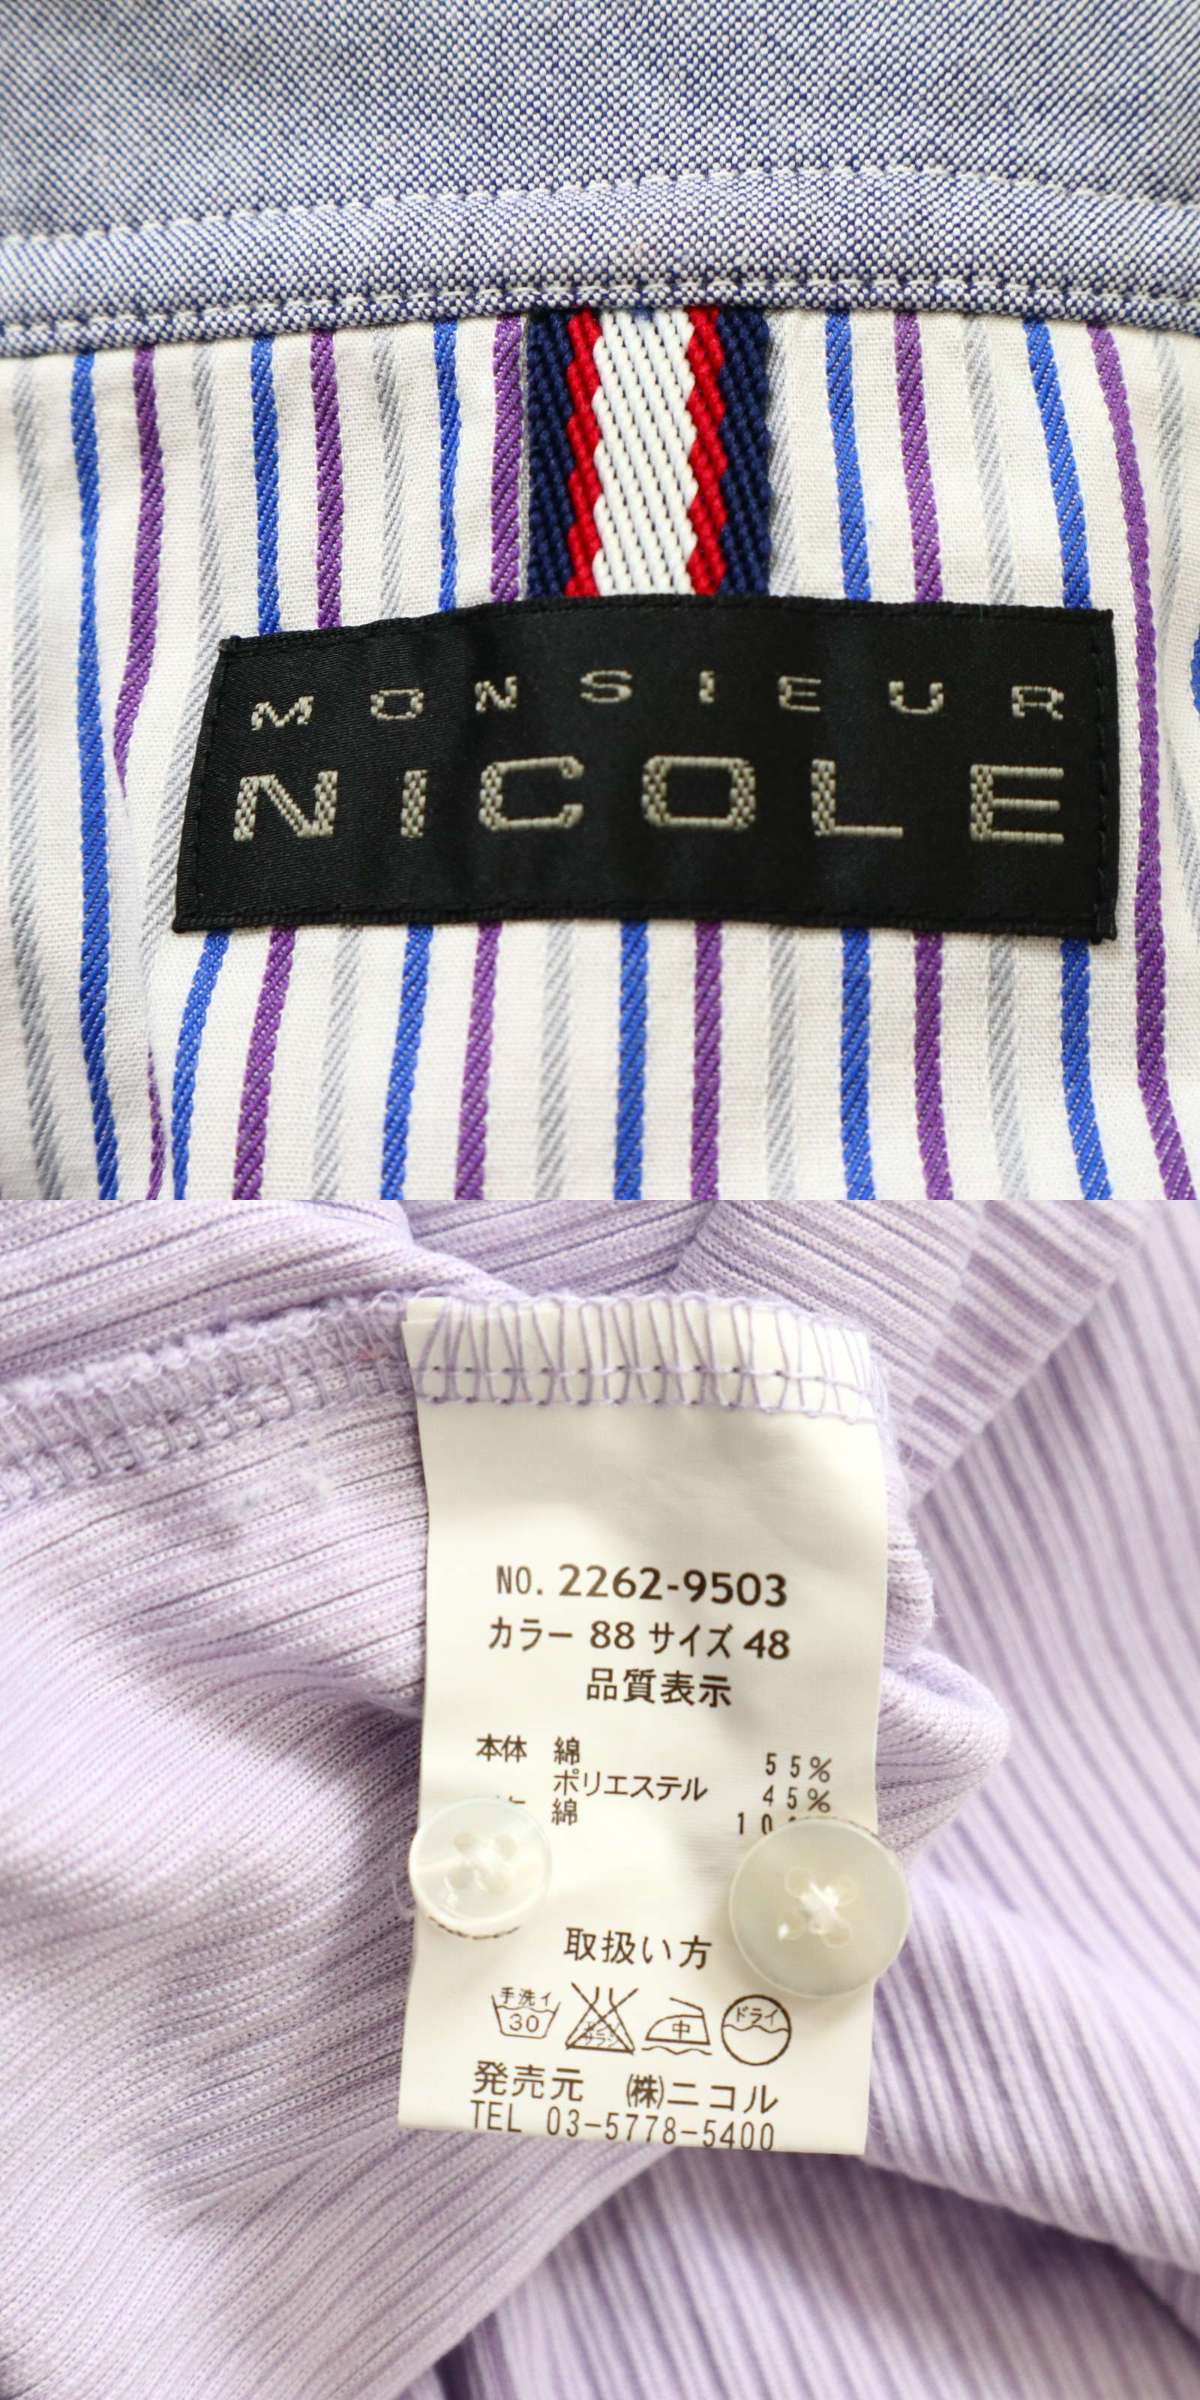 MONSIEUR
NICOLE
NO. 2262-9503
カラー 88 サイズ 48
品質表示
本体 綿 55%
ポリエステル 45%
綿
取扱い方
手洗イ 30 中 ドライ
発売元 (株)ニコル
TEL 03-5778-5400